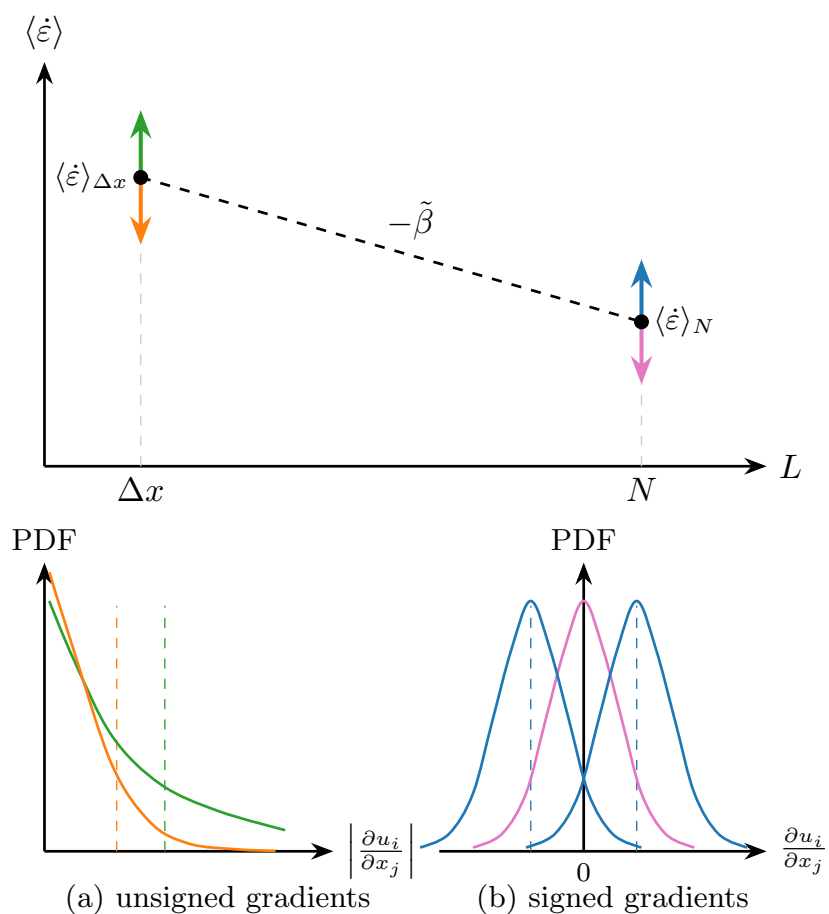 ⟨ε̇⟩
⟨ε̇⟩Δx
−β̃
⟨ε̇⟩N
Δx
N
L
PDF
PDF
|∂uᵢ/∂xⱼ|
0
∂uᵢ/∂xⱼ
(a) unsigned gradients
(b) signed gradients